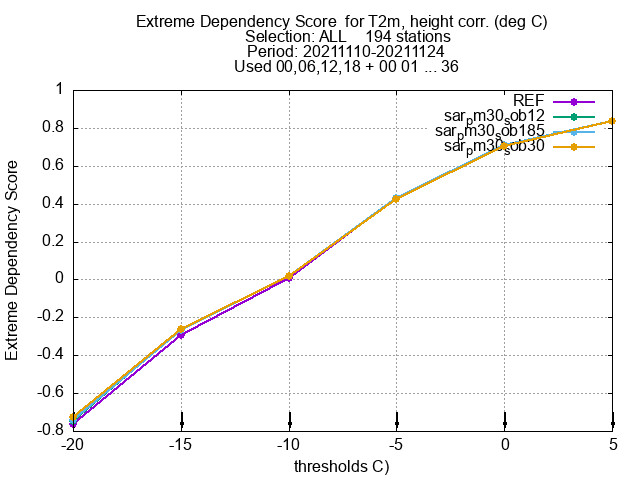 Extreme Dependency Score  for T2m, height corr. (deg C)
Selection: ALL    194 stations
Period: 20211110-20211124
Used 00,06,12,18 + 00 01 ... 36
REF
sarpm30sob12
sarpm30sob185
sarpm30sob30
1
0.8
0.6
0.4
0.2
0
-0.2
-0.4
-0.6
-0.8
Extreme Dependency Score
-20 -15 -10 -5 0 5
thresholds C)